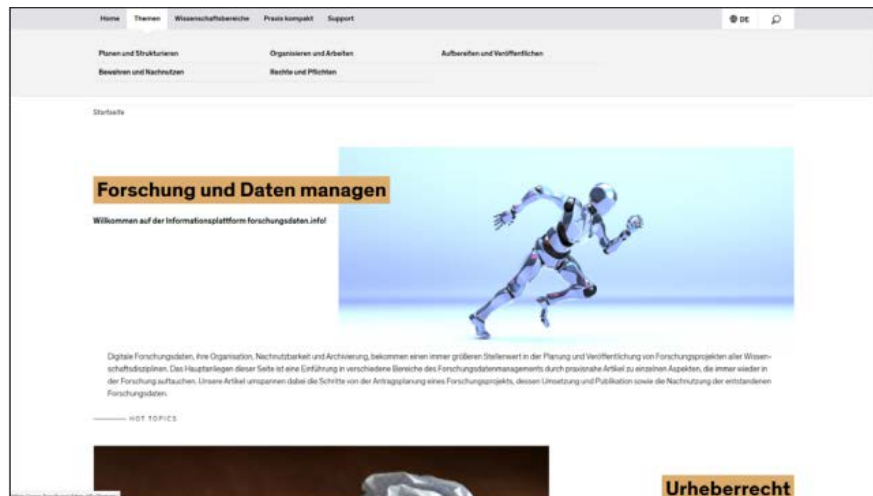 Home Themen Wissenschaftsbereiche Praxis kompakt Support DE
Planen und Strukturieren Organisieren und Arbeiten Aufbereiten und Veröffentlichen
Bewahren und Nachnutzen Rechte und Pflichten
Startseite
Forschung und Daten managen
Willkommen auf der Informationsplattform forschungsdaten.info!
Digitale Forschungsdaten, ihre Organisation, Nachnutzbarkeit und Archivierung, bekommen einen immer größeren Stellenwert in der Planung und Veröffentlichung von Forschungsprojekten aller Wissen-
schaftsdisziplinen. Das Hauptanliegen dieser Seite ist eine Einführung in verschiedene Bereiche des Forschungsdatenmanagements durch praxisnahe Artikel zu einzelnen Aspekten, die immer wieder in
der Forschung auftauchen. Unsere Artikel umspannen dabei die Schritte von der Antragsplanung eines Forschungsprojekts, dessen Umsetzung und Publikation sowie die Nachnutzung der entstandenen
Forschungsdaten.
HOT TOPICS
Urheberrecht